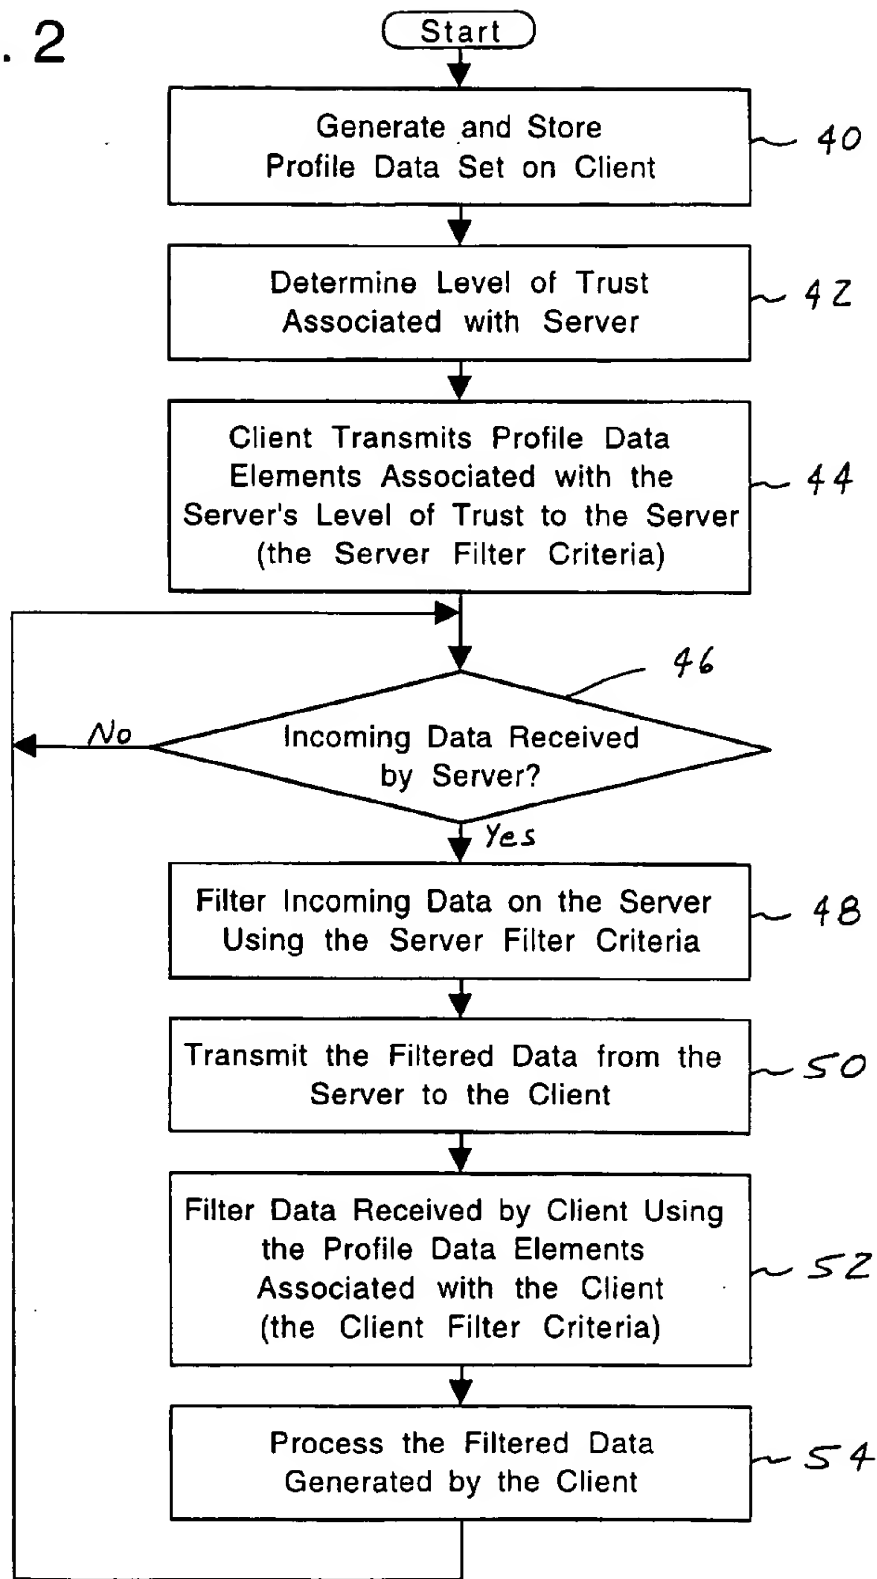 . 2
Start
Generate and Store
Profile Data Set on Client
40
Determine Level of Trust
Associated with Server
42
Client Transmits Profile Data
Elements Associated with the
Server's Level of Trust to the Server
(the Server Filter Criteria)
44
46
No
Incoming Data Received
by Server?
Yes
Filter Incoming Data on the Server
Using the Server Filter Criteria
48
Transmit the Filtered Data from the
Server to the Client
50
Filter Data Received by Client Using
the Profile Data Elements
Associated with the Client
(the Client Filter Criteria)
52
Process the Filtered Data
Generated by the Client
54